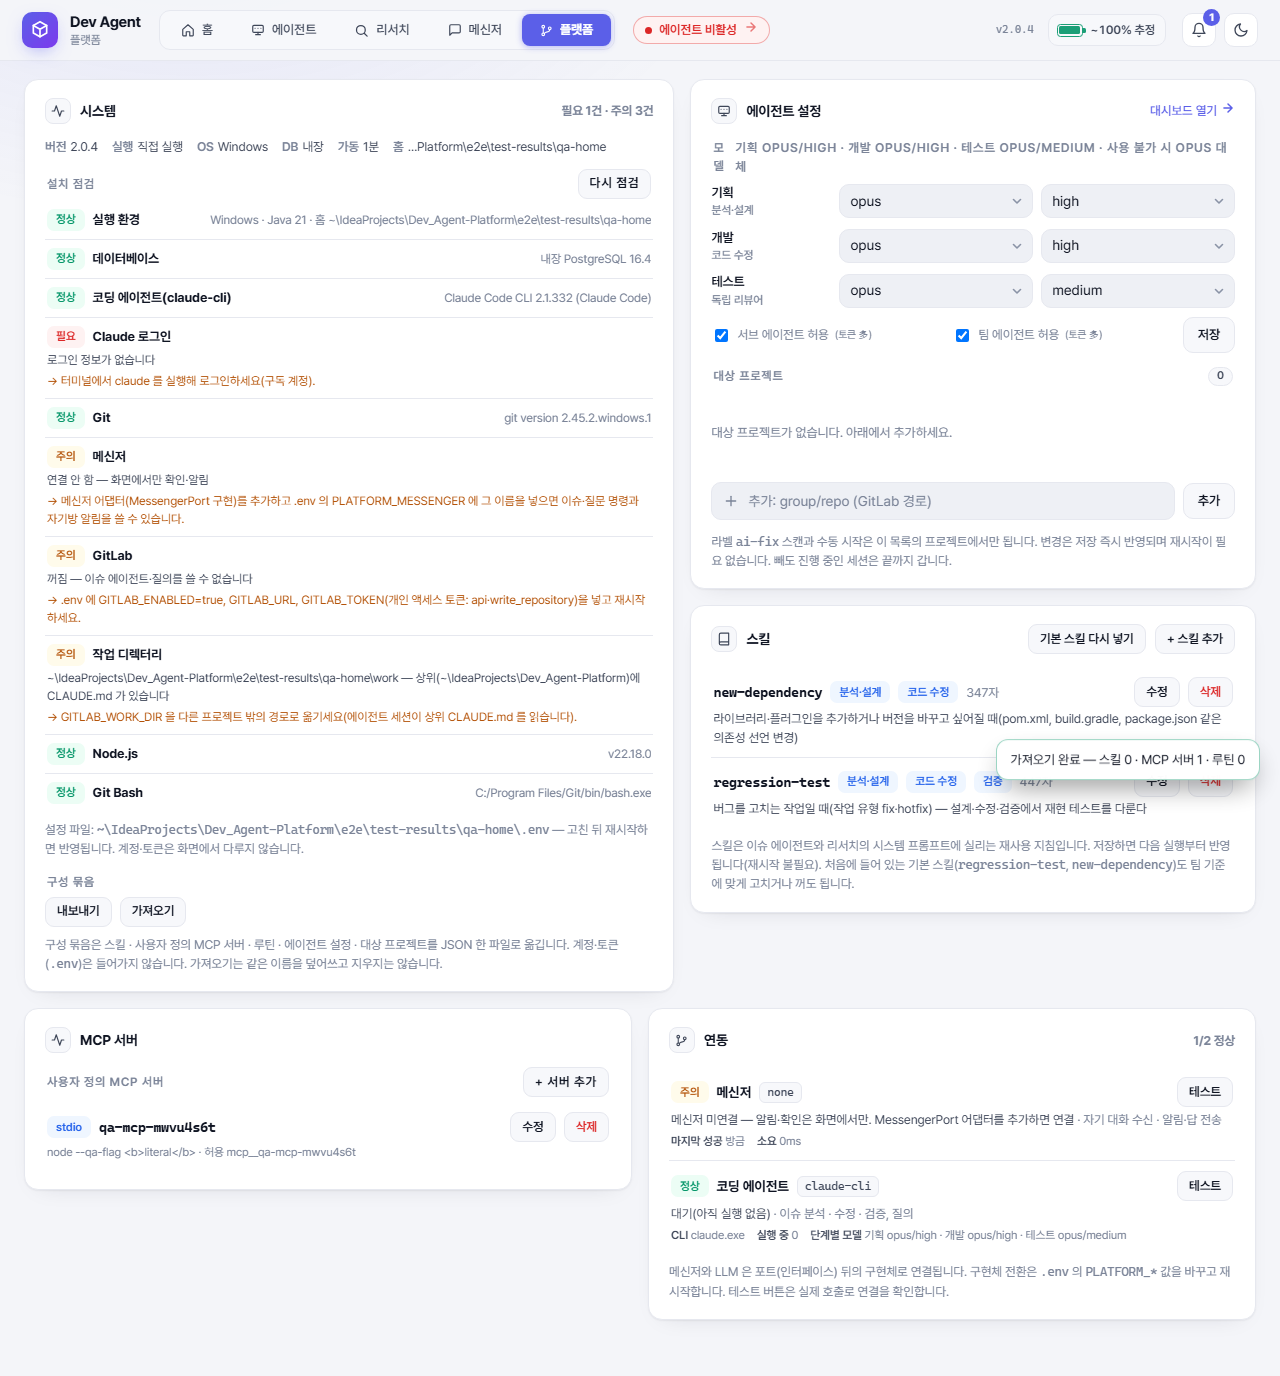 Dev Agent
플랫폼
홈
에이전트
리서치
메신저
플랫폼
에이전트 비활성 →
v2.0.4
~100% 추정
1
시스템
필요 1건 · 주의 3건
버전 2.0.4 실행 직접 실행 OS Windows DB 내장 가동 1분 홈 ...Platform\e2e\test-results\qa-home
설치 점검
다시 점검
정상 실행 환경 Windows · Java 21 · 홈 ~\IdeaProjects\Dev_Agent-Platform\e2e\test-results\qa-home
정상 데이터베이스 내장 PostgreSQL 16.4
정상 코딩 에이전트(claude-cli) Claude Code CLI 2.1.332 (Claude Code)
필요 Claude 로그인
로그인 정보가 없습니다
→ 터미널에서 claude 를 실행해 로그인하세요(구독 계정).
정상 Git git version 2.45.2.windows.1
주의 메신저
연결 안 함 — 화면에서만 확인·알림
→ 메신저 어댑터(MessengerPort 구현)를 추가하고 .env 의 PLATFORM_MESSENGER 에 그 이름을 넣으면 이슈·질문 명령과
자기방 알림을 쓸 수 있습니다.
주의 GitLab
꺼짐 — 이슈 에이전트·질의를 쓸 수 없습니다
→ .env 에 GITLAB_ENABLED=true, GITLAB_URL, GITLAB_TOKEN(개인 액세스 토큰: api·write_repository)을 넣고 재시작
하세요.
주의 작업 디렉터리
~\IdeaProjects\Dev_Agent-Platform\e2e\test-results\qa-home\work — 상위(~\IdeaProjects\Dev_Agent-Platform)에
CLAUDE.md 가 있습니다
→ GITLAB_WORK_DIR 을 다른 프로젝트 밖의 경로로 옮기세요(에이전트 세션이 상위 CLAUDE.md 를 읽습니다).
정상 Node.js v22.18.0
정상 Git Bash C:/Program Files/Git/bin/bash.exe
설정 파일: ~\IdeaProjects\Dev_Agent-Platform\e2e\test-results\qa-home\.env — 고친 뒤 재시작하
면 반영됩니다. 계정·토큰은 화면에서 다루지 않습니다.
구성 묶음
내보내기 가져오기
구성 묶음은 스킬 · 사용자 정의 MCP 서버 · 루틴 · 에이전트 설정 · 대상 프로젝트를 JSON 한 파일로 옮깁니다. 계정·토큰
(.env)은 들어가지 않습니다. 가져오기는 같은 이름을 덮어쓰고 지우지는 않습니다.
에이전트 설정
대시보드 열기 →
모델 기획 OPUS/HIGH · 개발 OPUS/HIGH · 테스트 OPUS/MEDIUM · 사용 불가 시 OPUS 대체
기획
분석·설계
opus high
개발
코드 수정
opus high
테스트
독립 리뷰어
opus medium
서브 에이전트 허용 (토큰 多) 팀 에이전트 허용 (토큰 多) 저장
대상 프로젝트 0
대상 프로젝트가 없습니다. 아래에서 추가하세요.
추가: group/repo (GitLab 경로) 추가
라벨 ai-fix 스캔과 수동 시작은 이 목록의 프로젝트에서만 됩니다. 변경은 저장 즉시 반영되며 재시작이 필
요 없습니다. 빼도 진행 중인 세션은 끝까지 갑니다.
스킬
기본 스킬 다시 넣기 + 스킬 추가
new-dependency 분석·설계 코드 수정 347자 수정 삭제
라이브러리·플러그인을 추가하거나 버전을 바꾸고 싶어질 때(pom.xml, build.gradle, package.json 같은
의존성 선언 변경)
가져오기 완료 — 스킬 0 · MCP 서버 1 · 루틴 0
regression-test 분석·설계 코드 수정 검증 447자 수정 삭제
버그를 고치는 작업일 때(작업 유형 fix·hotfix) — 설계·수정·검증에서 재현 테스트를 다룬다
스킬은 이슈 에이전트와 리서치의 시스템 프롬프트에 실리는 재사용 지침입니다. 저장하면 다음 실행부터 반영
됩니다(재시작 불필요). 처음에 들어 있는 기본 스킬(regression-test, new-dependency)도 팀 기준
에 맞게 고치거나 꺼도 됩니다.
MCP 서버
사용자 정의 MCP 서버 + 서버 추가
stdio qa-mcp-mwvu4s6t 수정 삭제
node --qa-flag <b>literal</b> · 허용 mcp__qa-mcp-mwvu4s6t
연동
1/2 정상
주의 메신저 none 테스트
메신저 미연결 — 알림·확인은 화면에서만. MessengerPort 어댑터를 추가하면 연결 · 자기 대화 수신 · 알림·답 전송
마지막 성공 방금 소요 0ms
정상 코딩 에이전트 claude-cli 테스트
대기(아직 실행 없음) · 이슈 분석 · 수정 · 검증, 질의
CLI claude.exe 실행 중 0 단계별 모델 기획 opus/high · 개발 opus/high · 테스트 opus/medium
메신저와 LLM 은 포트(인터페이스) 뒤의 구현체로 연결됩니다. 구현체 전환은 .env 의 PLATFORM_* 값을 바꾸고 재
시작합니다. 테스트 버튼은 실제 호출로 연결을 확인합니다.